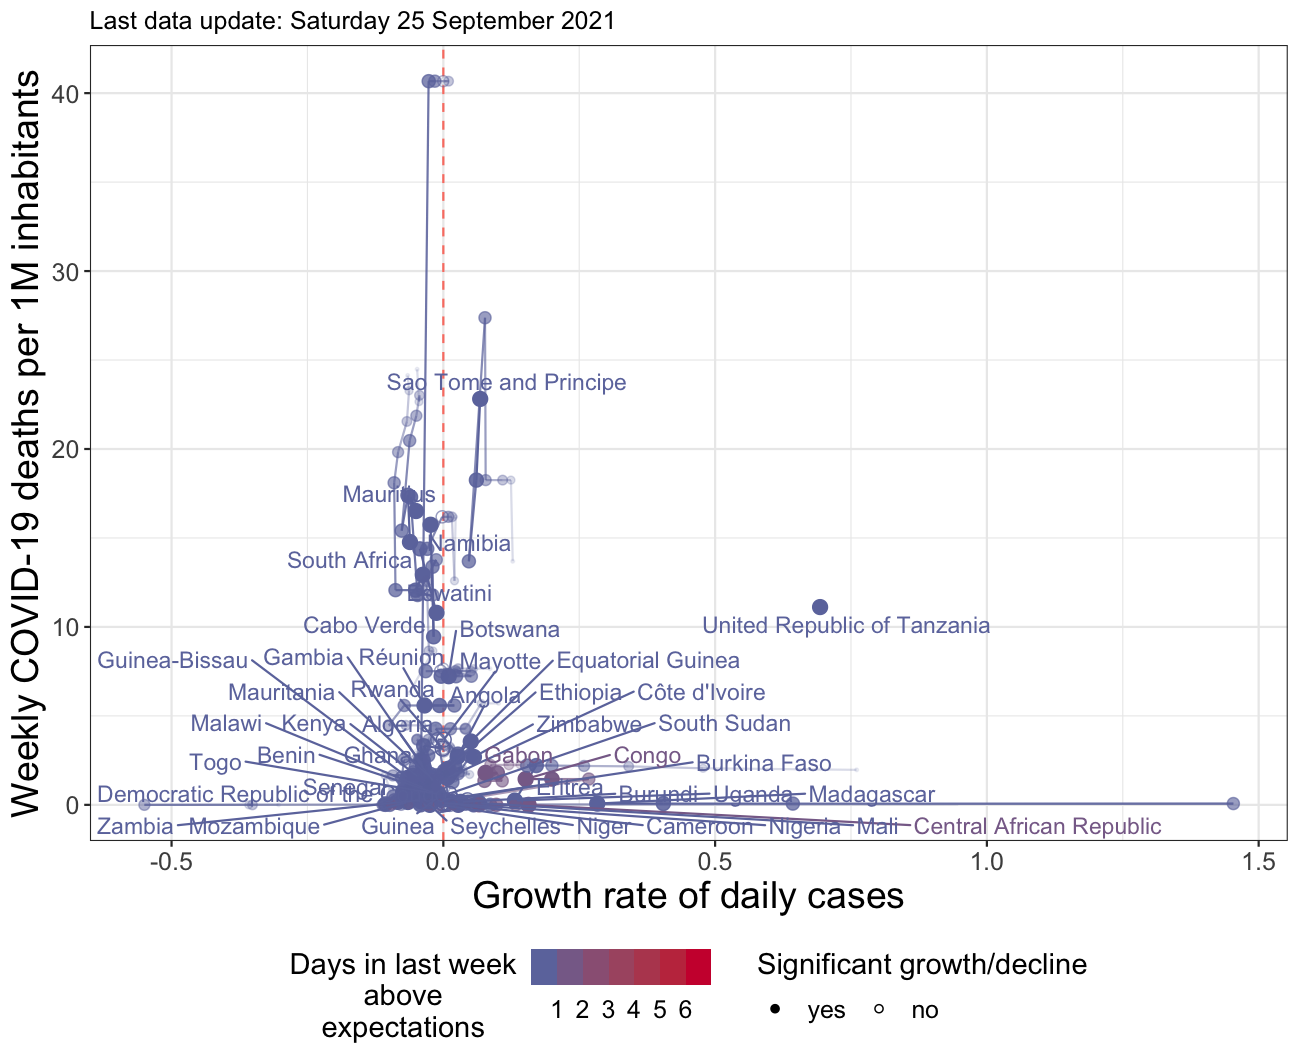 Last data update: Saturday 25 September 2021
Weekly COVID-19 deaths per 1M inhabitants
40
30
20
10
0
Sao Tome and Principe
Mauritius
Namibia
South Africa
Eswatini
Cabo Verde
Botswana
United Republic of Tanzania
Guinea-Bissau
Gambia
Réunion
Mayotte
Equatorial Guinea
Mauritania
Rwanda
Angola
Ethiopia
Côte d'Ivoire
Malawi
Kenya
Algeria
Zimbabwe
South Sudan
Togo
Benin
Ghana
Gabon
Congo
Burkina Faso
Senegal
Eritrea
Democratic Republic of the
Burundi
Uganda
Madagascar
Zambia
Mozambique
Guinea
Seychelles
Niger
Cameroon
Nigeria
Mali
Central African Republic
-0.5
0.0
0.5
1.0
1.5
Growth rate of daily cases
Days in last week
above
expectations
1 2 3 4 5 6
Significant growth/decline
yes
no